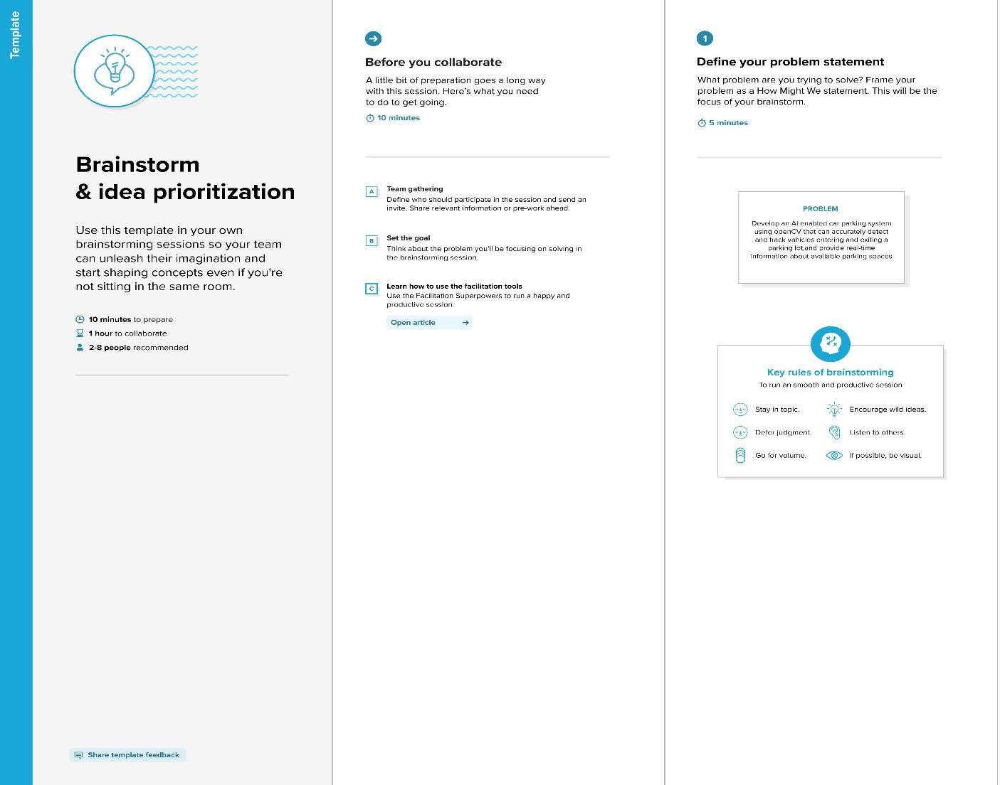 Template
Brainstorm
& idea prioritization
Use this template in your own
brainstorming sessions so your team
can unleash their imagination and
start shaping concepts even if you're
not sitting in the same room.
10 minutes to prepare
1 hour to collaborate
2-8 people recommended
Share template feedback
Before you collaborate
A little bit of preparation goes a long way
with this session. Here's what you need
to do to get going.
10 minutes
A
Team gathering
Define who should participate in the session and send an
invite. Share relevant information or pre-work ahead.
B
Set the goal
Think about the problem you'll be focusing on solving in
the brainstorming session.
C
Learn how to use the facilitation tools
Use the Facilitation Superpowers to run a happy and
productive session.
Open article
1
Define your problem statement
What problem are you trying to solve? Frame your
problem as a How Might We statement. This will be the
focus of your brainstorm.
5 minutes
PROBLEM
Develop an AI enabled car parking system
using openCV that can accurately detect
and track vahicles entering and exiting a
parking lot,and provide real-time
information about available parking spaces
Key rules of brainstorming
To run an smooth and productive session
Stay in topic.
Encourage wild ideas.
Defer judgment.
Listen to others.
Go for volume.
If possible, be visual.